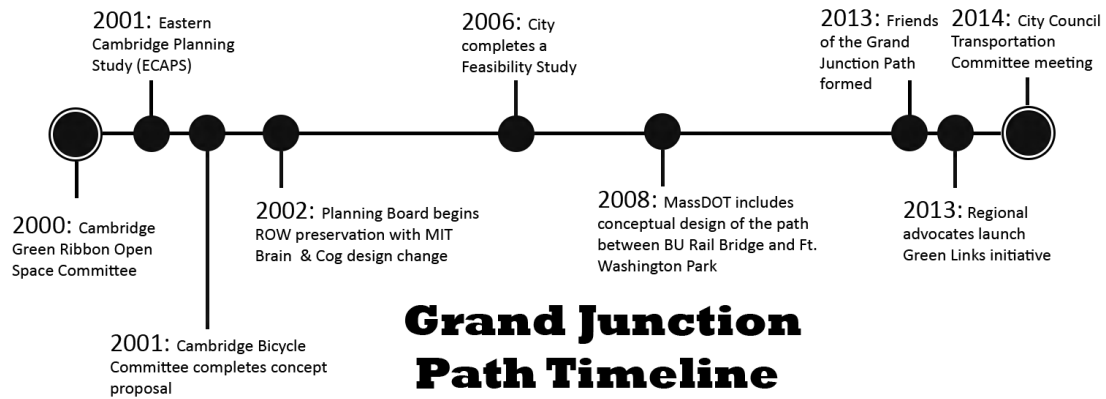 2001: Eastern
Cambridge Planning
Study (ECAPS)
2006: City
completes a
Feasibility Study
2013: Friends
of the Grand
Junction Path
formed
2014: City Council
Transportation
Committee meeting
2000: Cambridge
Green Ribbon Open
Space Committee
2002: Planning Board begins
ROW preservation with MIT
Brain & Cog design change
2008: MassDOT includes
conceptual design of the path
between BU Rail Bridge and Ft.
Washington Park
2013: Regional
advocates launch
Green Links initiative
2001: Cambridge Bicycle
Committee completes concept
proposal
Grand Junction
Path Timeline